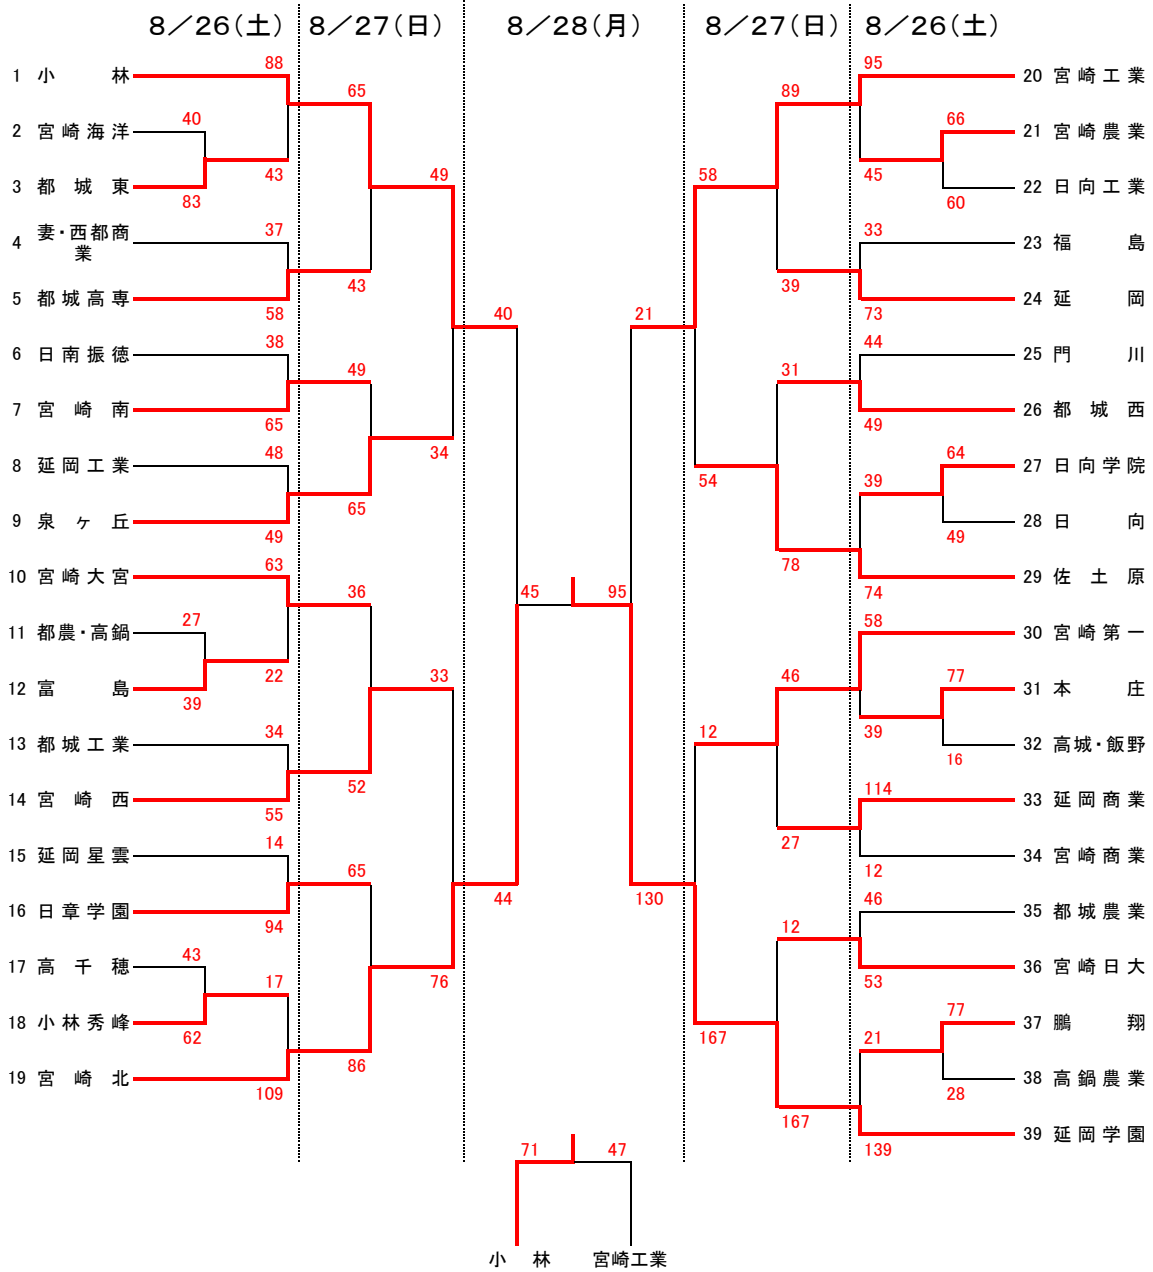 8/26(土) 8/27(日) 8/28(月) 8/27(日) 8/26(土)
1 小林 88 65 89 95 20 宮崎工業
2 宮崎海洋 40 66 21 宮崎農業
3 都城東 83 43 49 58 45 60 22 日向工業
4 妻・西都商業 37 33 23 福島
5 都城高専 58 43 39 73 24 延岡
40 21
6 日南振徳 38 44 25 門川
7 宮崎南 65 49 31 49 26 都城西
8 延岡工業 48 34 54 39 64 27 日向学院
9 泉ヶ丘 49 65 78 49 28 日向
10 宮崎大宮 63 36 45 95 74 29 佐土原
11 都農・高鍋 27 58 30 宮崎第一
12 富島 39 22 33 46 77 31 本庄
13 都城工業 34 12 39 16 32 高城・飯野
14 宮崎西 55 52 27 114 33 延岡商業
15 延岡星雲 14 12 34 宮崎商業
16 日章学園 94 65 44 130 12 46 35 都城農業
17 高千穂 43 17 76 53 36 宮崎日大
18 小林秀峰 62 167 21 77 37 鵬翔
19 宮崎北 109 86 28 38 高鍋農業
167 139 39 延岡学園
71 47
小林 宮崎工業